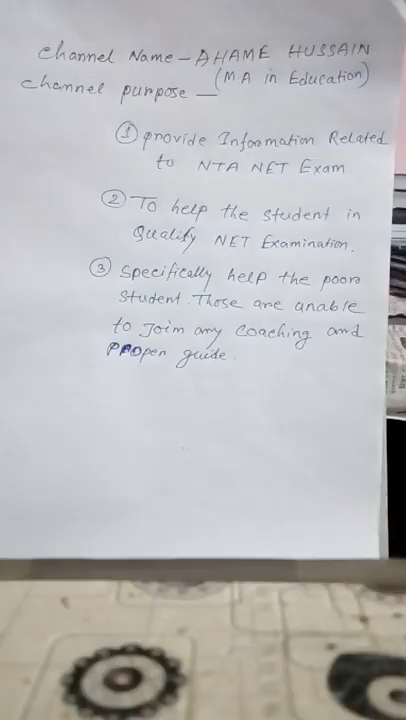 Channel Name - AHAME HUSSAIN
(MA in Education)
Channel purpose —
① provide Information Related
to NTA NET Exam
② To help the student in
Qualify NET Examination.
③ Specifically help the poor
student. Those are unable
to Join any coaching and
PROper guide.